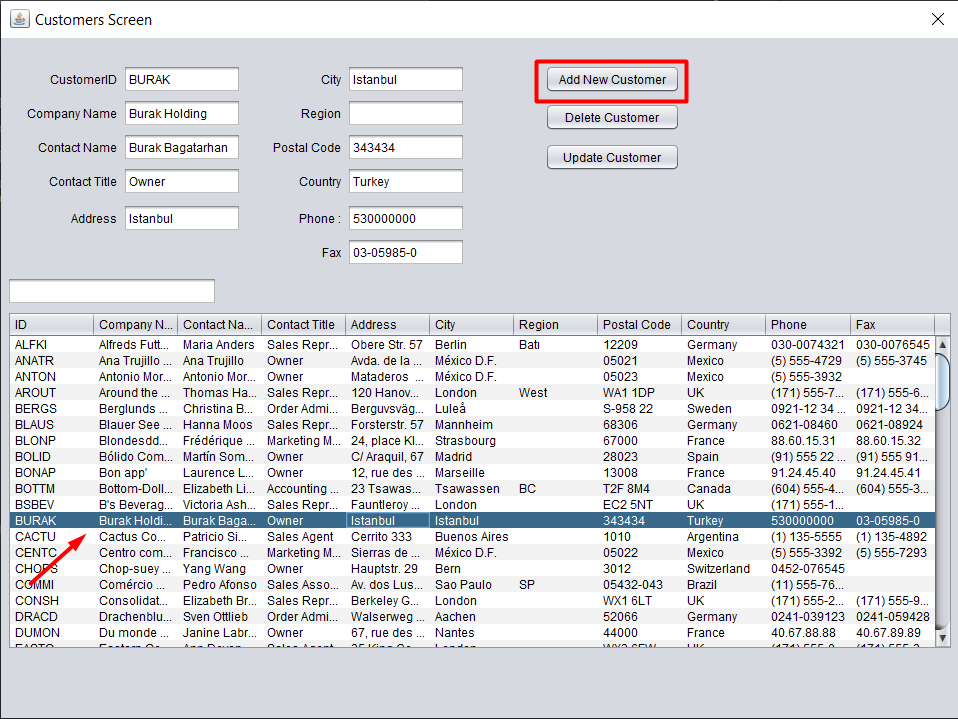 Customers Screen
CustomerID BURAK City Istanbul Add New Customer
Company Name Burak Holding Region Delete Customer
Contact Name Burak Bagatarhan Postal Code 343434 Update Customer
Contact Title Owner Country Turkey
Address Istanbul Phone : 530000000
Fax 03-05985-0
ID Company N... Contact Na... Contact Title Address City Region Postal Code Country Phone Fax
ALFKI Alfreds Futt... Maria Anders Sales Repr... Obere Str. 57 Berlin Batı 12209 Germany 030-0074321 030-0076545
ANATR Ana Trujillo ... Ana Trujillo Owner Avda. de la ... México D.F. 05021 Mexico (5) 555-4729 (5) 555-3745
ANTON Antonio Mor... Antonio Mor... Owner Mataderos ... México D.F. 05023 Mexico (5) 555-3932
AROUT Around the ... Thomas Ha... Sales Repr... 120 Hanov... London West WA1 1DP UK (171) 555-7... (171) 555-6...
BERGS Berglunds ... Christina B... Order Admi... Berguvsväg... Luleå S-958 22 Sweden 0921-12 34 ... 0921-12 34 ...
BLAUS Blauer See ... Hanna Moos Sales Repr... Forsterstr. 57 Mannheim 68306 Germany 0621-08460 0621-08924
BLONP Blondesdd... Frédérique ... Marketing M... 24, place Kl... Strasbourg 67000 France 88.60.15.31 88.60.15.32
BOLID Bólido Com... Martín Som... Owner C/ Araquil, 67 Madrid 28023 Spain (91) 555 22 ... (91) 555 91...
BONAP Bon app' Laurence L... Owner 12, rue des ... Marseille 13008 France 91.24.45.40 91.24.45.41
BOTTM Bottom-Doll... Elizabeth Li... Accounting ... 23 Tsawas... Tsawassen BC T2F 8M4 Canada (604) 555-4... (604) 555-3...
BSBEV B's Beverag... Victoria Ash... Sales Repr... Fauntleroy ... London EC2 5NT UK (171) 555-1...
BURAK Burak Holdi... Burak Baga... Owner Istanbul Istanbul 343434 Turkey 530000000 03-05985-0
CACTU Cactus Co... Patricio Si... Sales Agent Cerrito 333 Buenos Aires 1010 Argentina (1) 135-5555 (1) 135-4892
CENTC Centro com... Francisco ... Marketing M... Sierras de ... México D.F. 05022 Mexico (5) 555-3392 (5) 555-7293
CHOPS Chop-suey ... Yang Wang Owner Hauptstr. 29 Bern 3012 Switzerland 0452-076545
COMMI Comércio ... Pedro Afonso Sales Asso... Av. dos Lus... Sao Paulo SP 05432-043 Brazil (11) 555-76...
CONSH Consolidat... Elizabeth Br... Sales Repr... Berkeley G... London WX1 6LT UK (171) 555-2... (171) 555-9...
DRACD Drachenblu... Sven Ottlieb Order Admi... Walserweg ... Aachen 52066 Germany 0241-039123 0241-059428
DUMON Du monde ... Janine Labr... Owner 67, rue des ... Nantes 44000 France 40.67.88.88 40.67.89.89